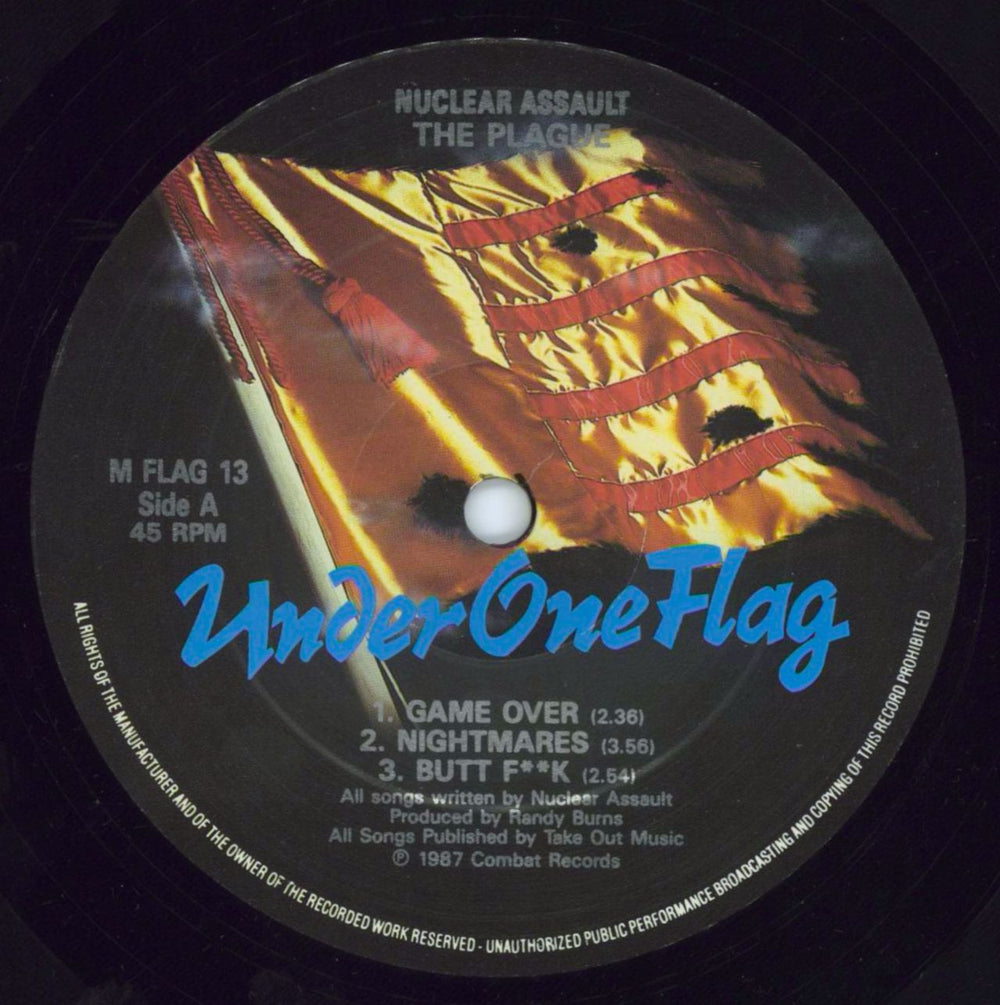 NUCLEAR ASSAULT
THE PLAGUE
M FLAG 13
Side A
45 RPM
Under One Flag
1. GAME OVER (2.36)
2. NIGHTMARES (3.56)
3. BUTT F**K (2.54)
All songs written by Nuclear Assault
Produced by Randy Burns
All Songs Published by Take Out Music
℗ 1987 Combat Records
ALL RIGHTS OF THE MANUFACTURER AND OF THE OWNER OF THE RECORDED WORK RESERVED - UNAUTHORIZED PUBLIC PERFORMANCE BROADCASTING AND COPYING OF THIS RECORD PROHIBITED